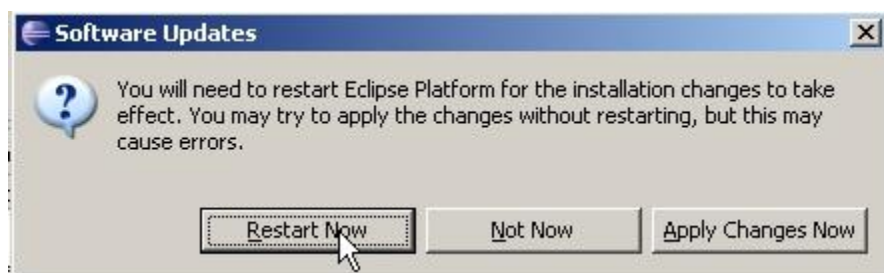 Software Updates
You will need to restart Eclipse Platform for the installation changes to take
effect. You may try to apply the changes without restarting, but this may
cause errors.
Restart Now Not Now Apply Changes Now